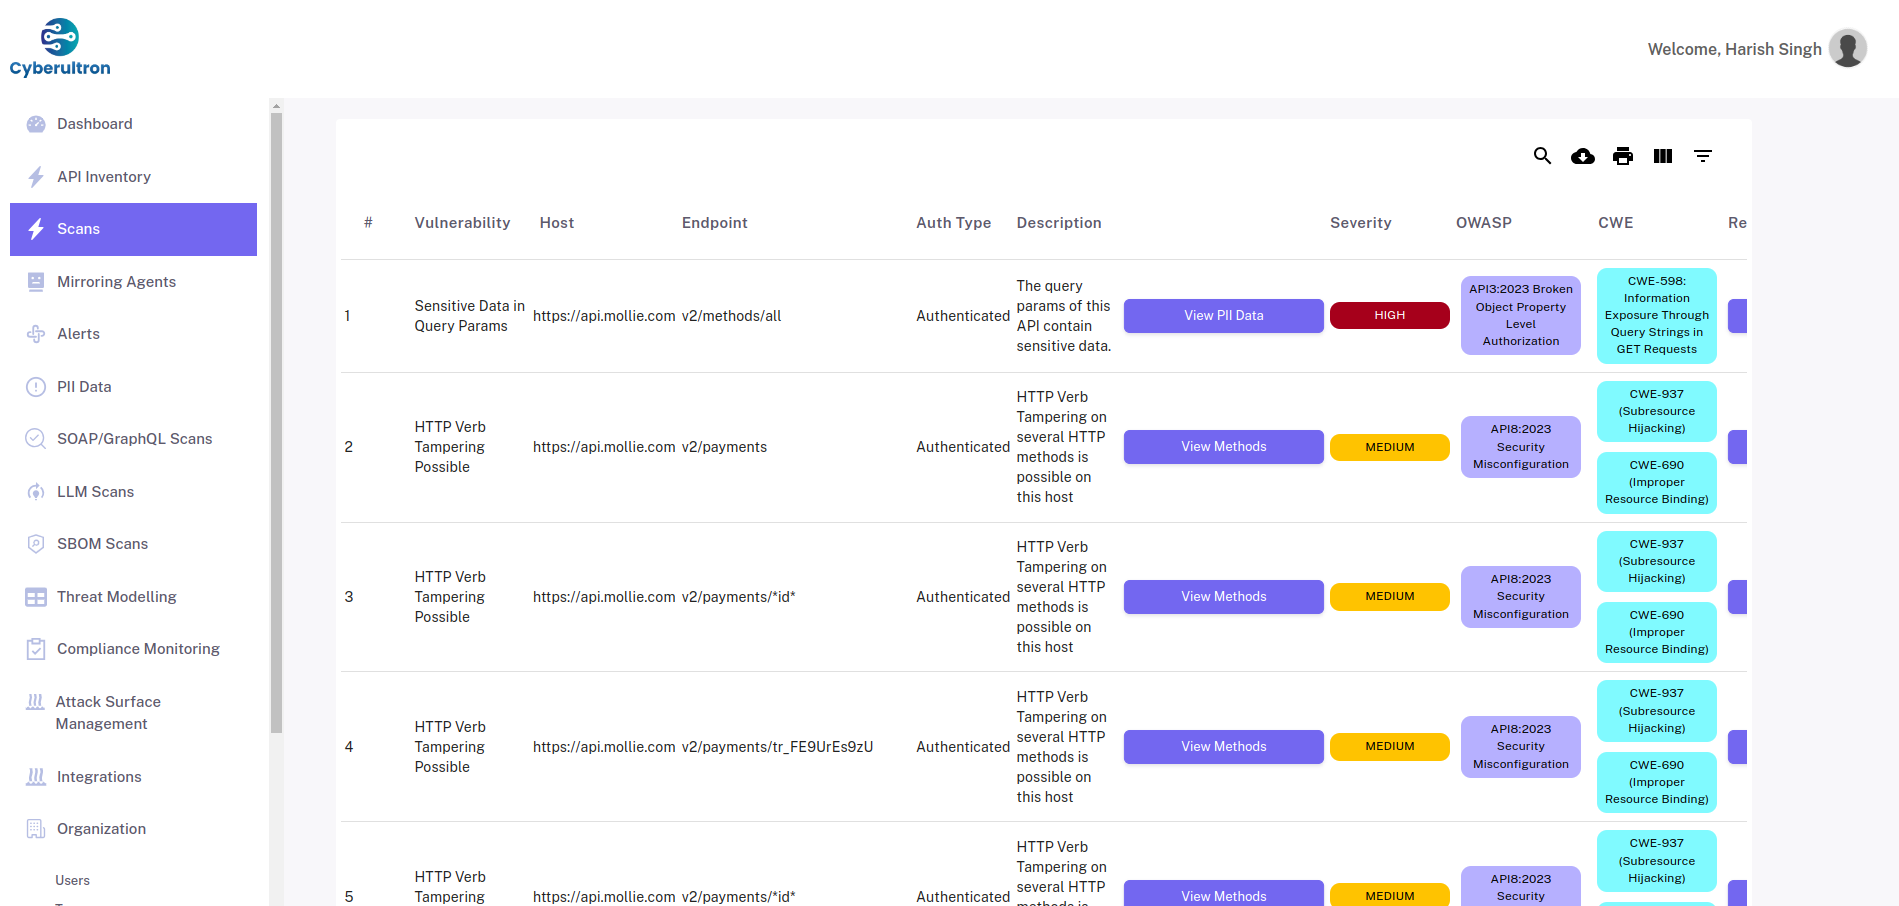 Cyberultron
Welcome, Harish Singh
Dashboard
API Inventory
Scans
Mirroring Agents
Alerts
PII Data
SOAP/GraphQL Scans
LLM Scans
SBOM Scans
Threat Modelling
Compliance Monitoring
Attack Surface
Management
Integrations
Organization
Users
# Vulnerability Host Endpoint Auth Type Description Severity OWASP CWE Re
1
Sensitive Data in
Query Params
https://api.mollie.com v2/methods/all
Authenticated
The query
params of this
API contain
sensitive data.
View PII Data
HIGH
API3:2023 Broken
Object Property
Level
Authorization
CWE-598:
Information
Exposure Through
Query Strings in
GET Requests
2
HTTP Verb
Tampering
Possible
https://api.mollie.com v2/payments
Authenticated
HTTP Verb
Tampering on
several HTTP
methods is
possible on
this host
View Methods
MEDIUM
API8:2023
Security
Misconfiguration
CWE-937
(Subresource
Hijacking)
CWE-690
(Improper
Resource Binding)
3
HTTP Verb
Tampering
Possible
https://api.mollie.com v2/payments/*id*
Authenticated
HTTP Verb
Tampering on
several HTTP
methods is
possible on
this host
View Methods
MEDIUM
API8:2023
Security
Misconfiguration
CWE-937
(Subresource
Hijacking)
CWE-690
(Improper
Resource Binding)
4
HTTP Verb
Tampering
Possible
https://api.mollie.com v2/payments/tr_FE9UrEs9zU
Authenticated
HTTP Verb
Tampering on
several HTTP
methods is
possible on
this host
View Methods
MEDIUM
API8:2023
Security
Misconfiguration
CWE-937
(Subresource
Hijacking)
CWE-690
(Improper
Resource Binding)
5
HTTP Verb
Tampering
https://api.mollie.com v2/payments/*id*
Authenticated
HTTP Verb
Tampering on
several HTTP
methods is
View Methods
MEDIUM
API8:2023
Security
CWE-937
(Subresource
Hijacking)